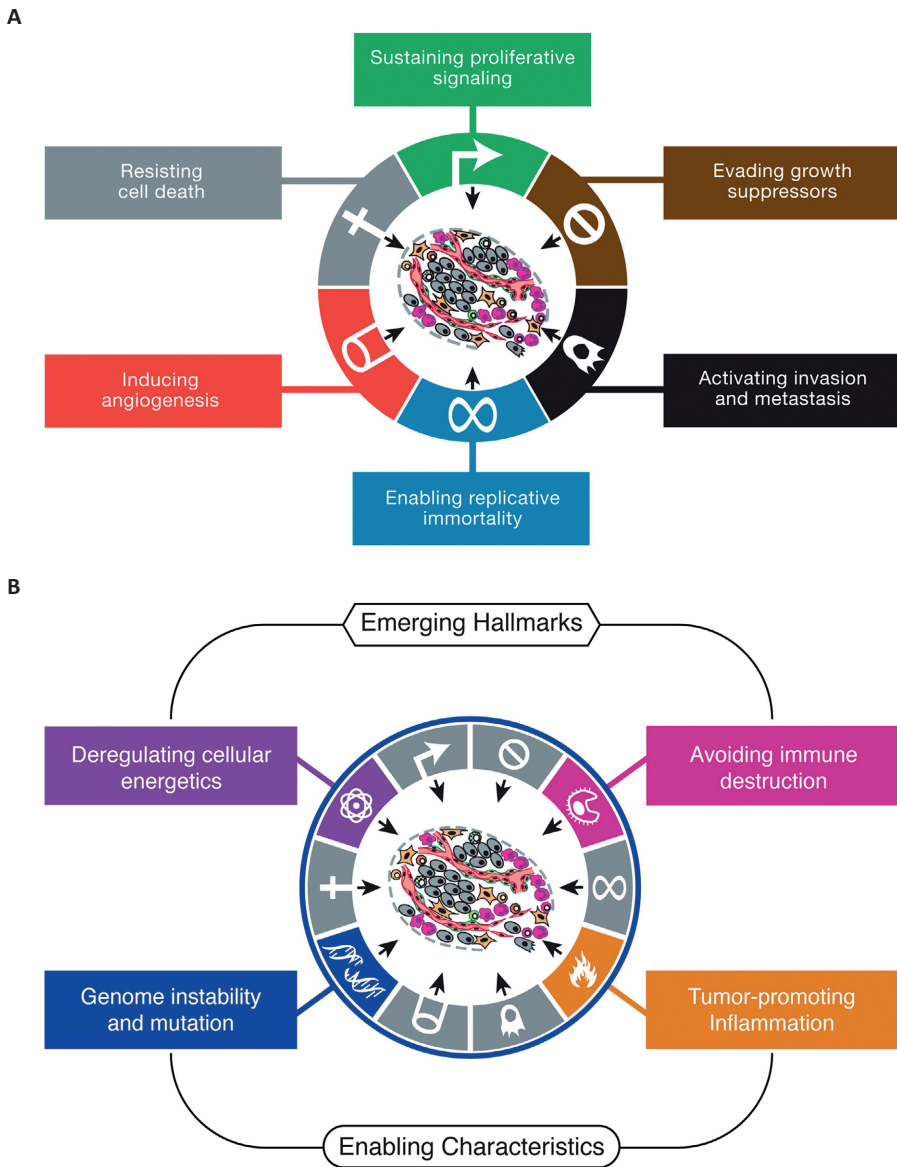 A
Sustaining proliferative
signaling
Resisting
cell death
Evading growth
suppressors
Inducing
angiogenesis
Activating invasion
and metastasis
Enabling replicative
immortality
B
Emerging Hallmarks
Deregulating cellular
energetics
Avoiding immune
destruction
Genome instability
and mutation
Tumor-promoting
Inflammation
Enabling Characteristics